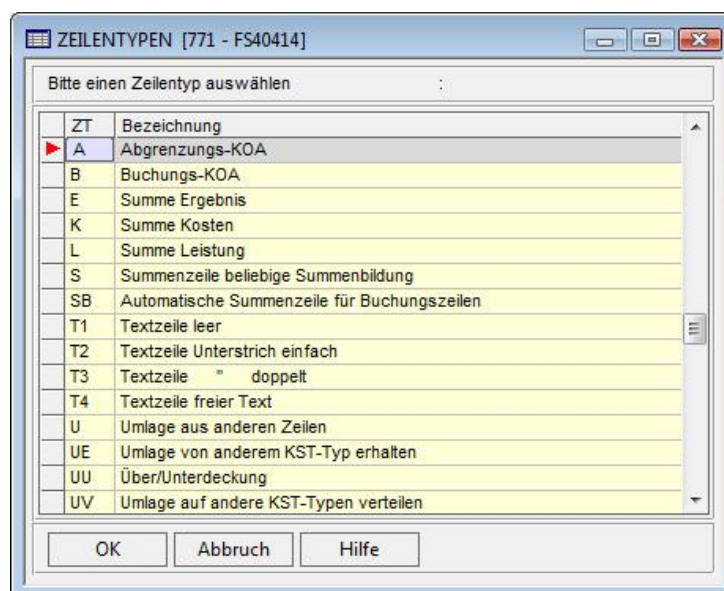 ZEILENTYPEN [771 - FS40414]
Bitte einen Zeilentyp auswählen :
ZT Bezeichnung
A Abgrenzungs-KOA
B Buchungs-KOA
E Summe Ergebnis
K Summe Kosten
L Summe Leistung
S Summenzeile beliebige Summenbildung
SB Automatische Summenzeile für Buchungszeilen
T1 Textzeile leer
T2 Textzeile Unterstrich einfach
T3 Textzeile " doppelt
T4 Textzeile freier Text
U Umlage aus anderen Zeilen
UE Umlage von anderem KST-Typ erhalten
UU Über/Unterdeckung
UV Umlage auf andere KST-Typen verteilen
OK Abbruch Hilfe